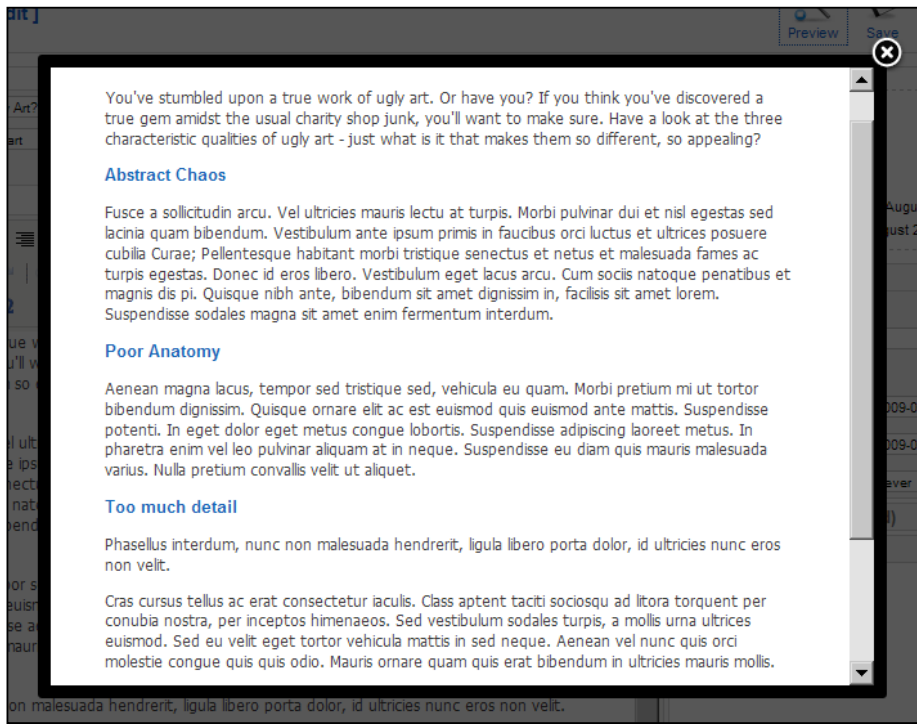 dit ]
Preview
Save
You've stumbled upon a true work of ugly art. Or have you? If you think you've discovered a
true gem amidst the usual charity shop junk, you'll want to make sure. Have a look at the three
characteristic qualities of ugly art - just what is it that makes them so different, so appealing?
Abstract Chaos
Fusce a sollicitudin arcu. Vel ultricies mauris lectu at turpis. Morbi pulvinar dui et nisl egestas sed
lacinia quam bibendum. Vestibulum ante ipsum primis in faucibus orci luctus et ultrices posuere
cubilia Curae; Pellentesque habitant morbi tristique senectus et netus et malesuada fames ac
turpis egestas. Donec id eros libero. Vestibulum eget lacus arcu. Cum sociis natoque penatibus et
magnis dis pi. Quisque nibh ante, bibendum sit amet dignissim in, facilisis sit amet lorem.
Suspendisse sodales magna sit amet enim fermentum interdum.
Poor Anatomy
Aenean magna lacus, tempor sed tristique sed, vehicula eu quam. Morbi pretium mi ut tortor
bibendum dignissim. Quisque ornare elit ac est euismod quis euismod ante mattis. Suspendisse
potenti. In eget dolor eget metus congue lobortis. Suspendisse adipiscing laoreet metus. In
pharetra enim vel leo pulvinar aliquam at in neque. Suspendisse eu diam quis mauris malesuada
varius. Nulla pretium convallis velit ut aliquet.
Too much detail
Phasellus interdum, nunc non malesuada hendrerit, ligula libero porta dolor, id ultricies nunc eros
non velit.
Cras cursus tellus ac erat consectetur iaculis. Class aptent taciti sociosqu ad litora torquent per
conubia nostra, per inceptos himenaeos. Sed vestibulum sodales turpis, a mollis urna ultrices
euismod. Sed eu velit eget tortor vehicula mattis in sed neque. Aenean vel nunc quis orci
molestie congue quis quis odio. Mauris ornare quam quis erat bibendum in ultricies mauris mollis.
on malesuada hendrerit, ligula libero porta dolor, id ultricies nunc eros non velit.